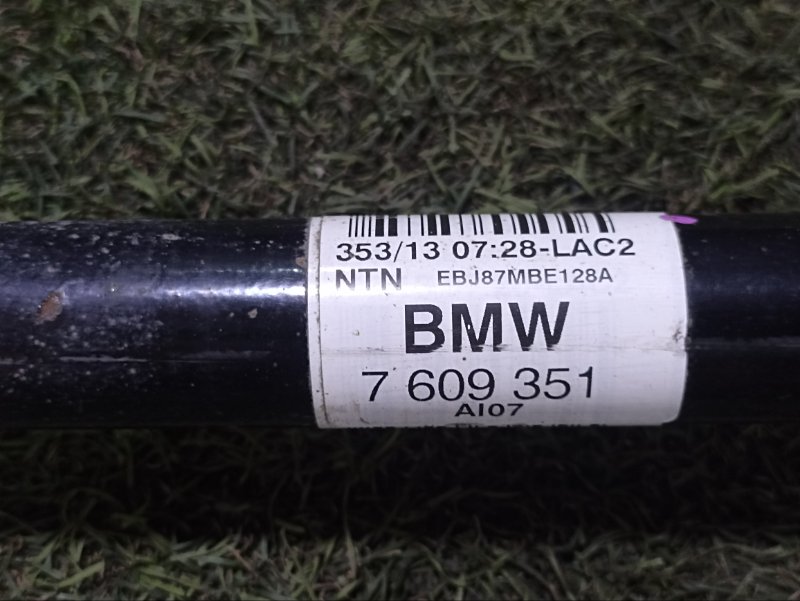 353/13 07:28-LAC2
NTN EBJ87MBE128A
BMW
7 609 351
AI07